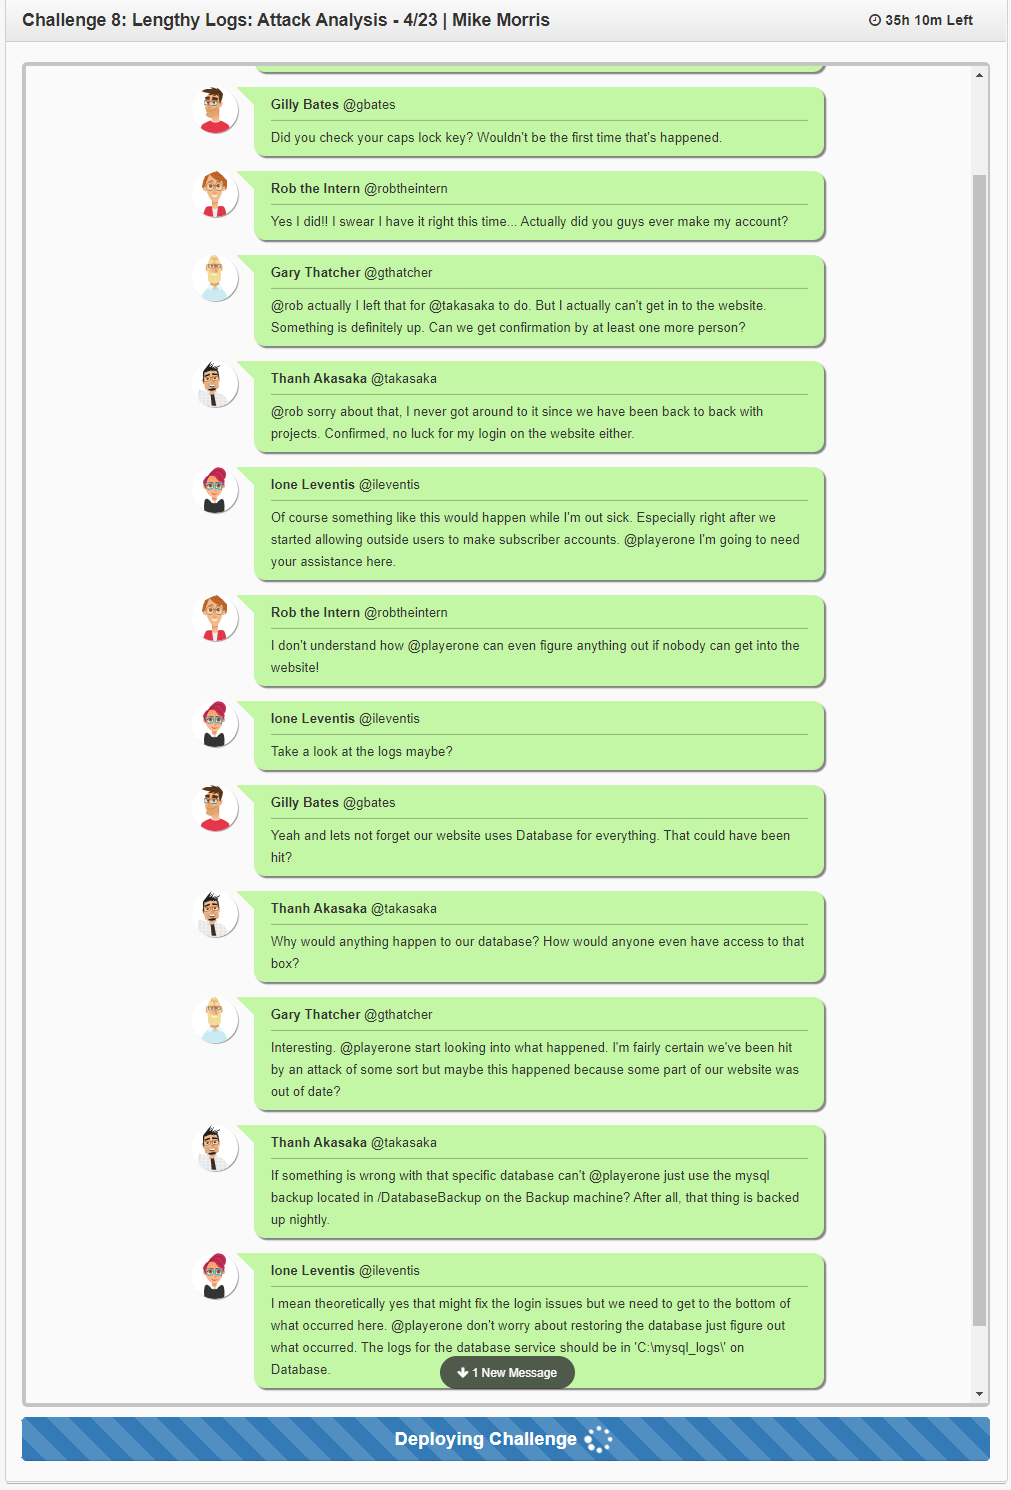 Challenge 8: Lengthy Logs: Attack Analysis - 4/23 | Mike Morris
35h 10m Left
Gilly Bates @gbates
Did you check your caps lock key? Wouldn't be the first time that's happened.
Rob the Intern @robtheintern
Yes I did!! I swear I have it right this time... Actually did you guys ever make my account?
Gary Thatcher @gthatcher
@rob actually I left that for @takasaka to do. But I actually can't get in to the website.
Something is definitely up. Can we get confirmation by at least one more person?
Thanh Akasaka @takasaka
@rob sorry about that, I never got around to it since we have been back to back with
projects. Confirmed, no luck for my login on the website either.
Ione Leventis @ileventis
Of course something like this would happen while I'm out sick. Especially right after we
started allowing outside users to make subscriber accounts. @playerone I'm going to need
your assistance here.
Rob the Intern @robtheintern
I don't understand how @playerone can even figure anything out if nobody can get into the
website!
Ione Leventis @ileventis
Take a look at the logs maybe?
Gilly Bates @gbates
Yeah and lets not forget our website uses Database for everything. That could have been
hit?
Thanh Akasaka @takasaka
Why would anything happen to our database? How would anyone even have access to that
box?
Gary Thatcher @gthatcher
Interesting. @playerone start looking into what happened. I'm fairly certain we've been hit
by an attack of some sort but maybe this happened because some part of our website was
out of date?
Thanh Akasaka @takasaka
If something is wrong with that specific database can't @playerone just use the mysql
backup located in /DatabaseBackup on the Backup machine? After all, that thing is backed
up nightly.
Ione Leventis @ileventis
I mean theoretically yes that might fix the login issues but we need to get to the bottom of
what occurred here. @playerone don't worry about restoring the database just figure out
what occurred. The logs for the database service should be in 'C:\mysql_logs\' on
Database.
1 New Message
Deploying Challenge